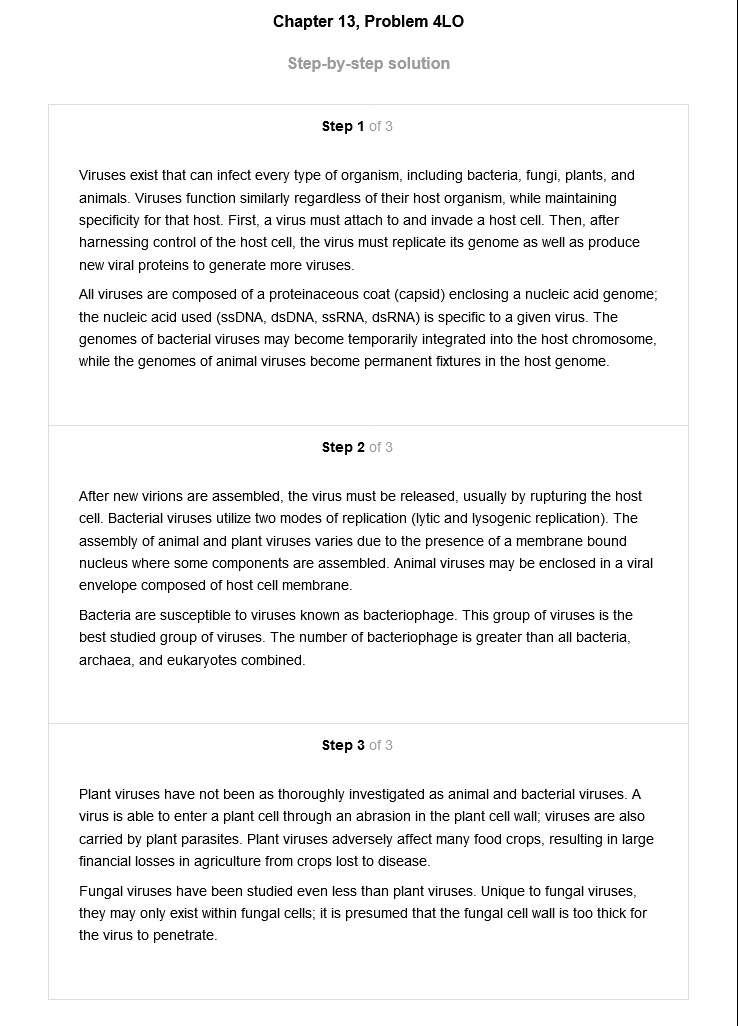 Chapter 13, Problem 4LO
Step-by-step solution
Step 1 of 3
Viruses exist that can infect every type of organism, including bacteria, fungi, plants, and
animals. Viruses function similarly regardless of their host organism, while maintaining
specificity for that host. First, a virus must attach to and invade a host cell. Then, after
harnessing control of the host cell, the virus must replicate its genome as well as produce
new viral proteins to generate more viruses.
All viruses are composed of a proteinaceous coat (capsid) enclosing a nucleic acid genome;
the nucleic acid used (ssDNA, dsDNA, ssRNA, dsRNA) is specific to a given virus. The
genomes of bacterial viruses may become temporarily integrated into the host chromosome,
while the genomes of animal viruses become permanent fixtures in the host genome.
Step 2 of 3
After new virions are assembled, the virus must be released, usually by rupturing the host
cell. Bacterial viruses utilize two modes of replication (lytic and lysogenic replication). The
assembly of animal and plant viruses varies due to the presence of a membrane bound
nucleus where some components are assembled. Animal viruses may be enclosed in a viral
envelope composed of host cell membrane.
Bacteria are susceptible to viruses known as bacteriophage. This group of viruses is the
best studied group of viruses. The number of bacteriophage is greater than all bacteria,
archaea, and eukaryotes combined.
Step 3 of 3
Plant viruses have not been as thoroughly investigated as animal and bacterial viruses. A
virus is able to enter a plant cell through an abrasion in the plant cell wall; viruses are also
carried by plant parasites. Plant viruses adversely affect many food crops, resulting in large
financial losses in agriculture from crops lost to disease.
Fungal viruses have been studied even less than plant viruses. Unique to fungal viruses,
they may only exist within fungal cells; it is presumed that the fungal cell wall is too thick for
the virus to penetrate.